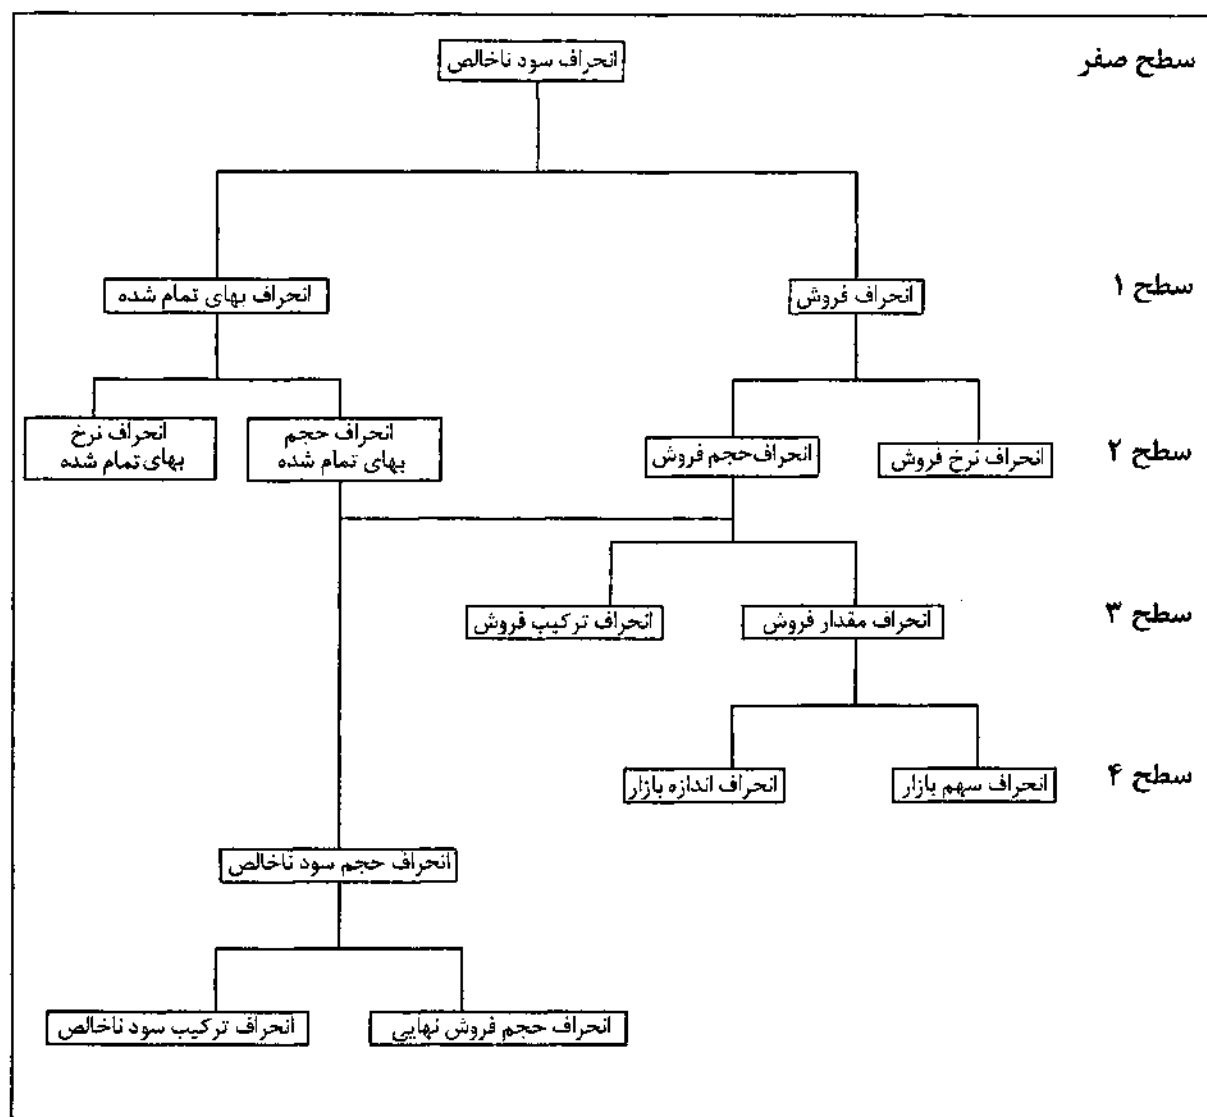 سطح صفر
انحراف سود ناخالص
سطح ۱
انحراف فروش
انحراف بهای تمام شده
سطح ۲
انحراف نرخ فروش
انحراف حجم فروش
انحراف حجم
بهای تمام شده
انحراف نرخ
بهای تمام شده
سطح ۳
انحراف مقدار فروش
انحراف ترکیب فروش
سطح ۴
انحراف سهم بازار
انحراف اندازه بازار
انحراف حجم سود ناخالص
انحراف حجم فروش نهایی
انحراف ترکیب سود ناخالص